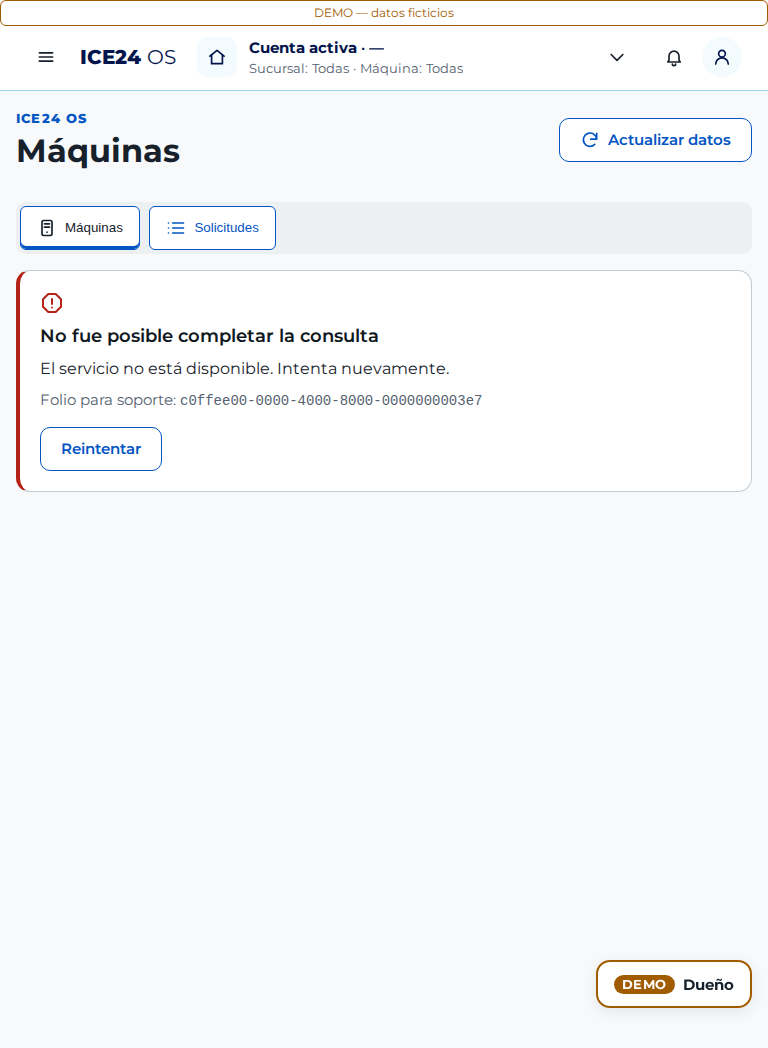 DEMO — datos ficticios
ICE24 OS
Cuenta activa · —
Sucursal: Todas · Máquina: Todas
ICE24 OS
Máquinas
Actualizar datos
Máquinas
Solicitudes
No fue posible completar la consulta
El servicio no está disponible. Intenta nuevamente.
Folio para soporte: c0ffee00-0000-4000-8000-0000000003e7
Reintentar
DEMO Dueño